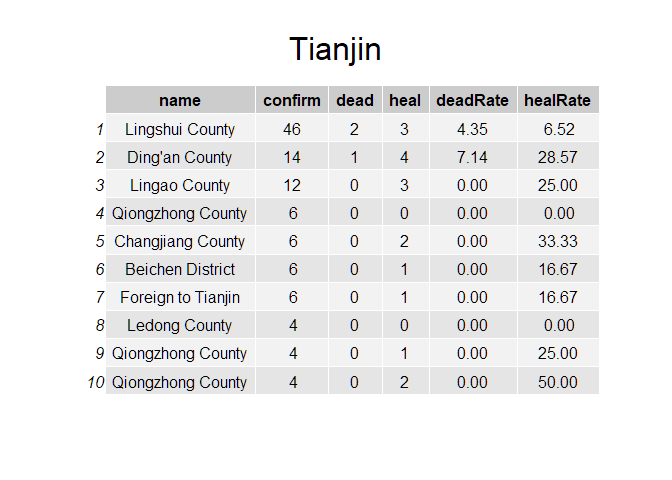 Tianjin
name confirm dead heal deadRate healRate
1 Lingshui County 46 2 3 4.35 6.52
2 Ding'an County 14 1 4 7.14 28.57
3 Lingao County 12 0 3 0.00 25.00
4 Qiongzhong County 6 0 0 0.00 0.00
5 Changjiang County 6 0 2 0.00 33.33
6 Beichen District 6 0 1 0.00 16.67
7 Foreign to Tianjin 6 0 1 0.00 16.67
8 Ledong County 4 0 0 0.00 0.00
9 Qiongzhong County 4 0 1 0.00 25.00
10 Qiongzhong County 4 0 2 0.00 50.00